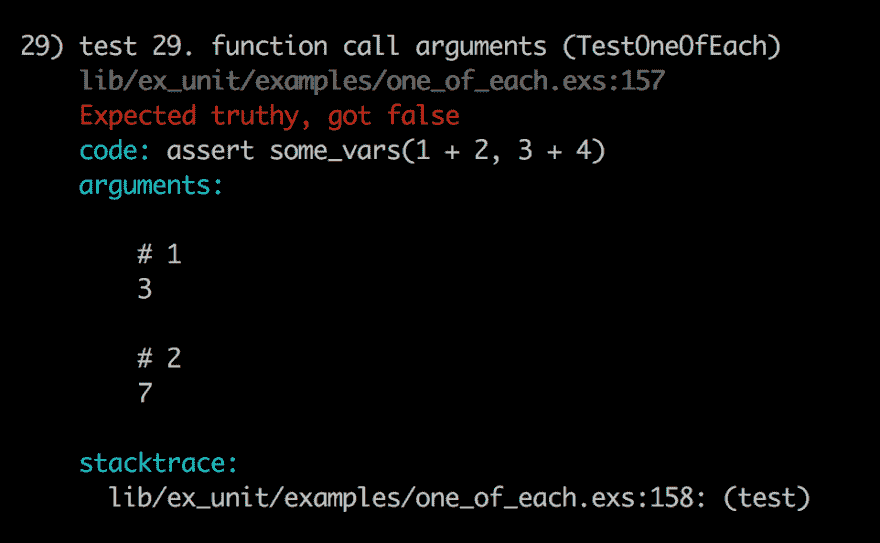 29) test 29. function call arguments (TestOneOfEach)
lib/ex_unit/examples/one_of_each.exs:157
Expected truthy, got false
code: assert some_vars(1 + 2, 3 + 4)
arguments:
# 1
3
# 2
7
stacktrace:
lib/ex_unit/examples/one_of_each.exs:158: (test)